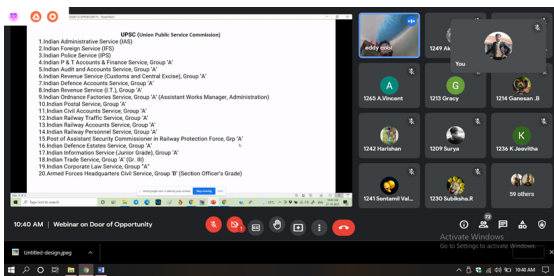 UPSC (Union Public Service Commission)
1.Indian Administrative Service (IAS)
2.Indian Foreign Service (IFS)
3.Indian Police Service (IPS)
4.Indian P & T Accounts & Finance Service, Group 'A'
5.Indian Audit and Accounts Service, Group 'A'
6.Indian Revenue Service (Customs and Central Excise), Group 'A'
7.Indian Defence Accounts Service, Group 'A'
8.Indian Revenue Service (I.T.), Group 'A'
9.Indian Ordnance Factories Service, Group 'A' (Assistant Works Manager, Administration)
10.Indian Postal Service, Group 'A'
11.Indian Civil Accounts Service, Group 'A'
12.Indian Railway Traffic Service, Group 'A'
13.Indian Railway Accounts Service, Group 'A'
14.Indian Railway Personnel Service, Group 'A'
15.Post of Assistant Security Commissioner in Railway Protection Force, Grp 'A'
16.Indian Defence Estates Service, Group 'A'
17.Indian Information Service (Junior Grade), Group 'A'
18.Indian Trade Service, Group 'A' (Gr. III)
19.Indian Corporate Law Service, Group "A"
20.Armed Forces Headquarters Civil Service, Group 'B' (Section Officer's Grade)
eddy cool
1249 Ak
You
1265 A.Vincent
1213 Gracy
1214 Ganesan .B
1242 Harishan
1209 Surya
1236 K Jeevitha
1241 Sentamil Val...
1230 Subiksha.R
59 others
10:40 AM | Webinar on Door of Opportunity
72
Activate Windows
Go to Settings to activate Windows.
Untitled-design.jpeg
10:40 AM